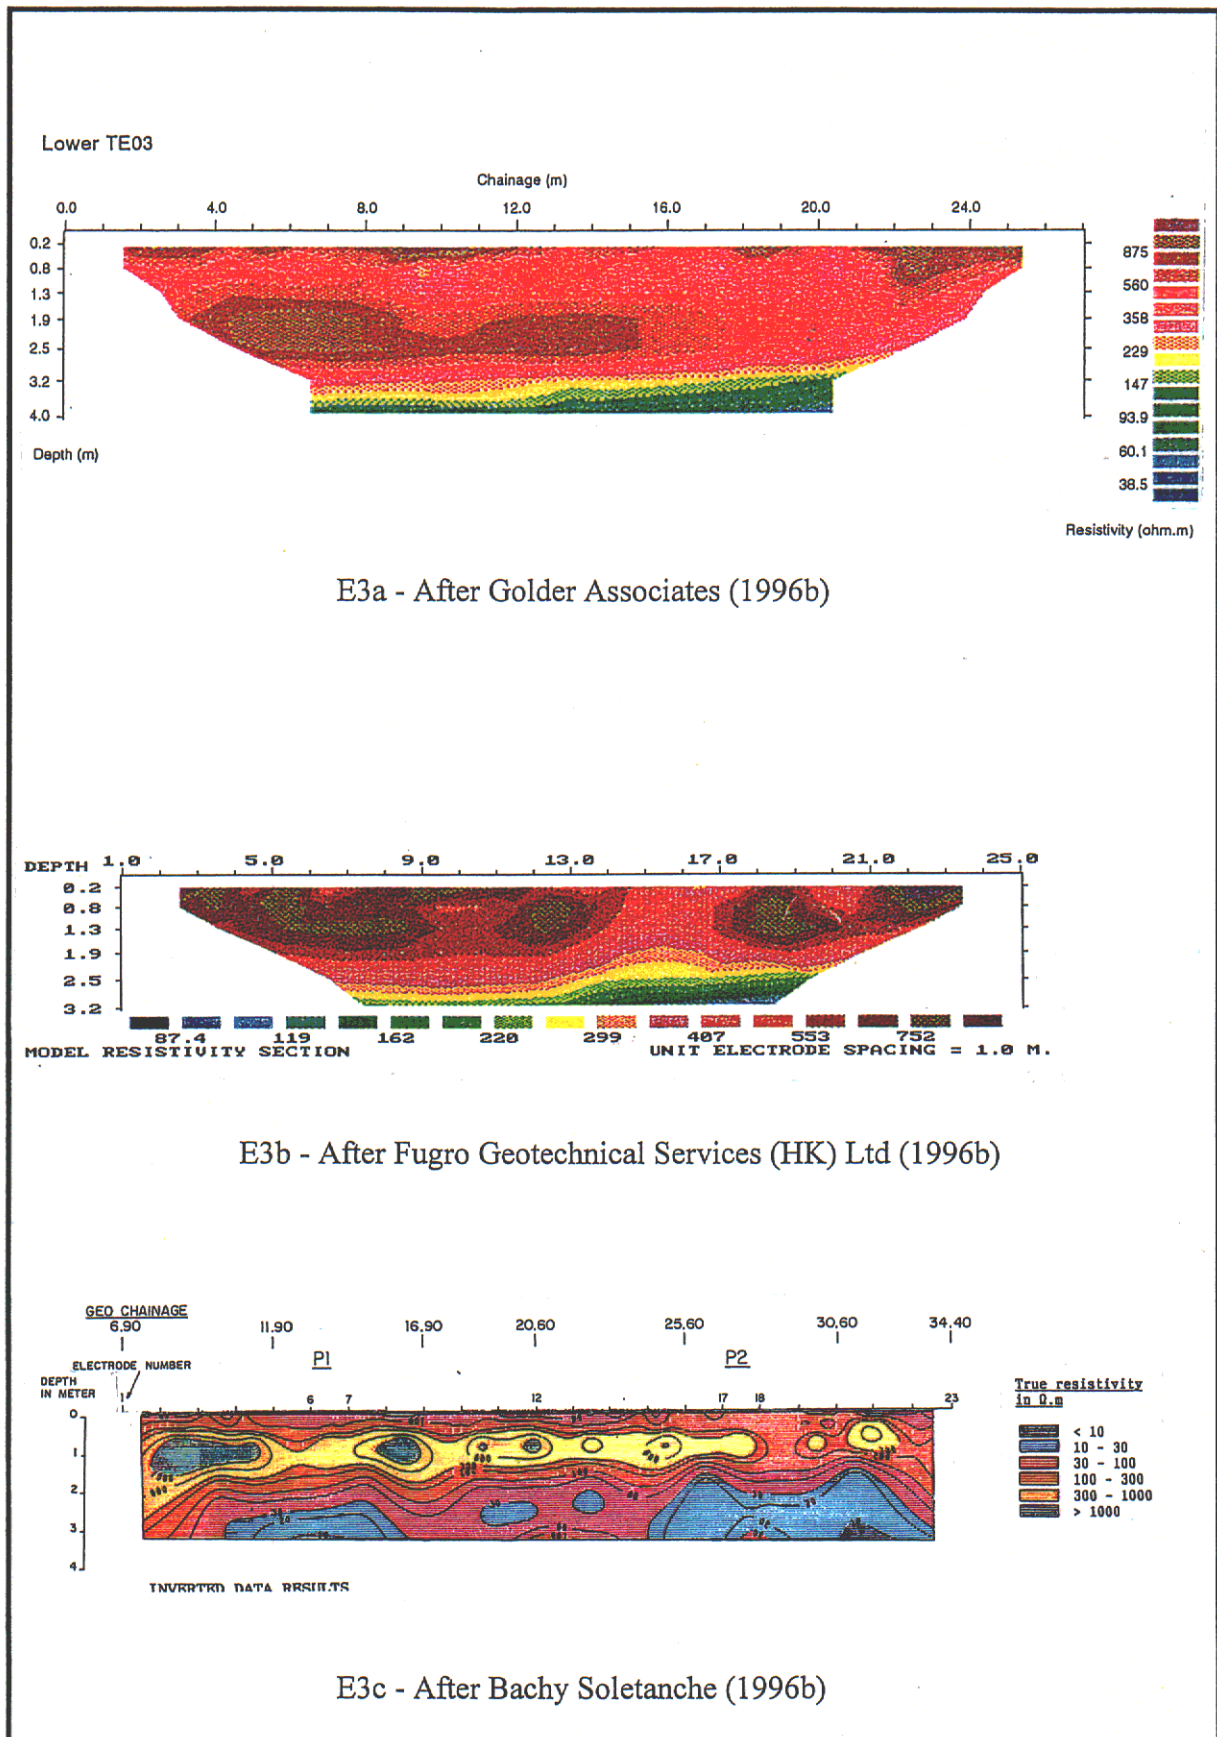 Lower TE03
Chainage (m)
0.0 4.0 8.0 12.0 16.0 20.0 24.0
0.2
0.8
1.3
1.9
2.5
3.2
4.0
Depth (m)
875
560
358
229
147
93.9
60.1
38.5
Resistivity (ohm.m)
E3a - After Golder Associates (1996b)
DEPTH 1.0 5.0 9.0 13.0 17.0 21.0 25.0
0.2
0.8
1.3
1.9
2.5
3.2
87.4 119 162 220 299 407 553 752
MODEL RESISTIVITY SECTION UNIT ELECTRODE SPACING = 1.0 M.
E3b - After Fugro Geotechnical Services (HK) Ltd (1996b)
GEO CHAINAGE
6.90 11.90 16.90 20.60 25.60 30.60 34.40
P1 P2
ELECTRODE NUMBER
DEPTH
IN METER
1 6 7 12 17 18 23
0
1
2
3
4
True resistivity
in Ω.m
< 10
10 - 30
30 - 100
100 - 300
300 - 1000
> 1000
INVERTED DATA RESULTS
E3c - After Bachy Soletanche (1996b)